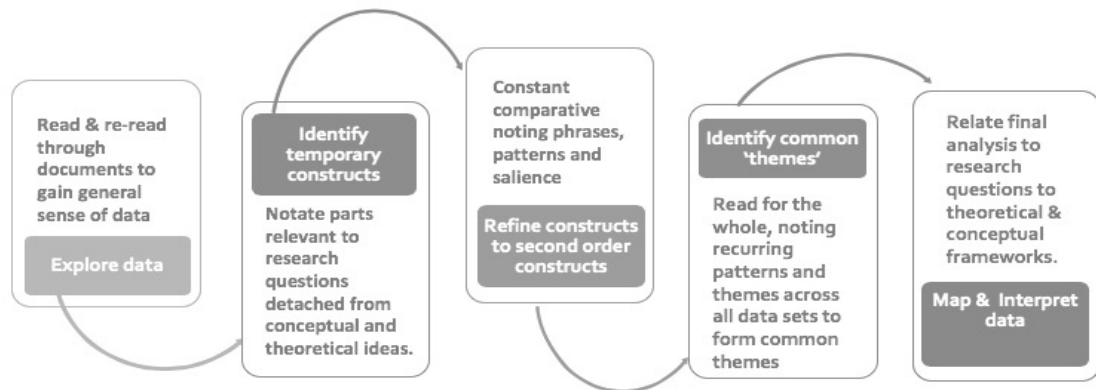 Read & re-read
through
documents to
gain general
sense of data
Explore data
Identify
temporary
constructs
Notate parts
relevant to
research
questions
detached from
conceptual and
theoretical ideas.
Constant
comparative
noting phrases,
patterns and
salience
Refine constructs
to second order
constructs
Identify common
‘themes’
Read for the
whole, noting
recurring
patterns and
themes across
all data sets to
form common
themes
Relate final
analysis to
research
questions to
theoretical &
conceptual
frameworks.
Map & Interpret
data